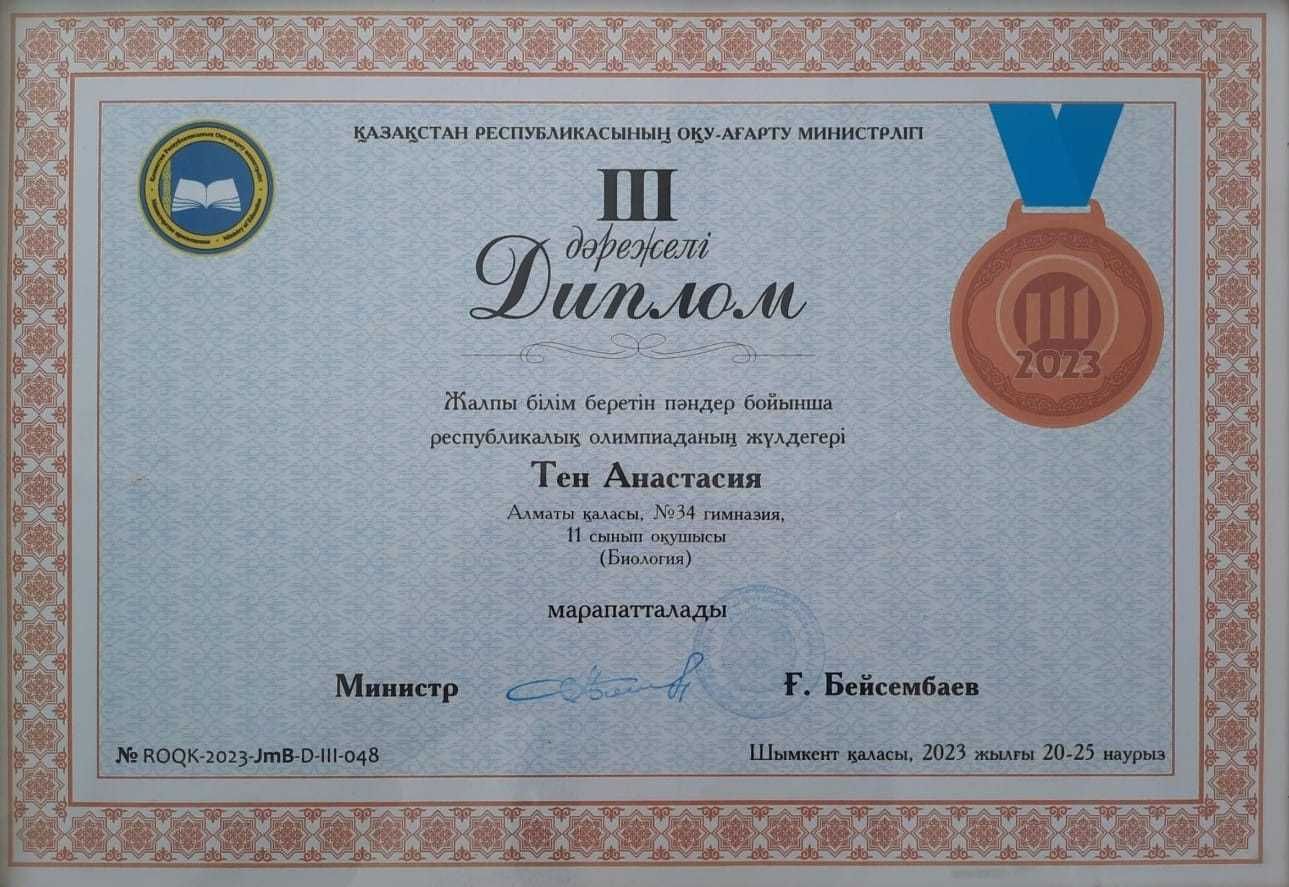 ҚАЗАҚСТАН РЕСПУБЛИКАСЫНЫҢ ОҚУ-АҒАРТУ МИНИСТРЛІГІ
III
дәрежелі
Диплом
III
2023
Жалпы білім беретін пәндер бойынша
республикалық олимпиаданың жүлдегері
Тен Анастасия
Алматы қаласы, №34 гимназия,
11 сынып оқушысы
(Биология)
марапатталады
Министр
Ғ. Бейсембаев
№ ROQK-2023-JmB-D-III-048
Шымкент қаласы, 2023 жылғы 20-25 наурыз